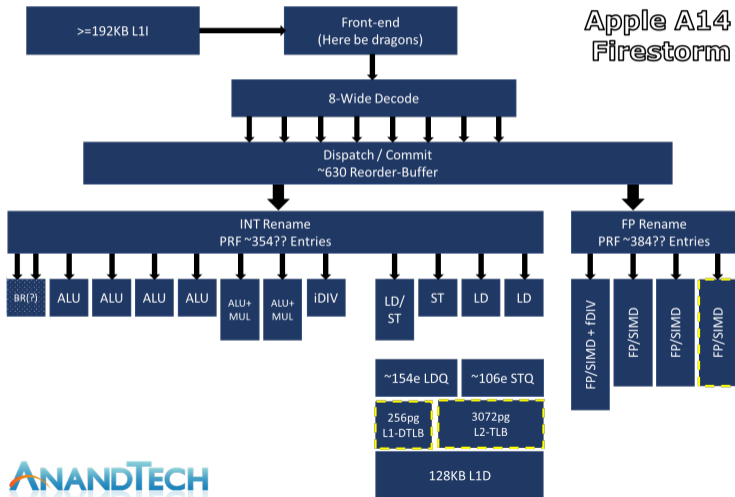 Apple A14
Firestorm
>=192KB L1I
Front-end
(Here be dragons)
8-Wide Decode
Dispatch / Commit
~630 Reorder-Buffer
INT Rename
PRF ~354?? Entries
FP Rename
PRF ~384?? Entries
BR(?)
ALU
ALU
ALU
ALU
ALU+
MUL
ALU+
MUL
iDIV
LD/
ST
ST
LD
LD
FP/SIMD + fDIV
FP/SIMD
FP/SIMD
FP/SIMD
~154e LDQ
~106e STQ
256pg
L1-DTLB
3072pg
L2-TLB
128KB L1D
ANANDTECH